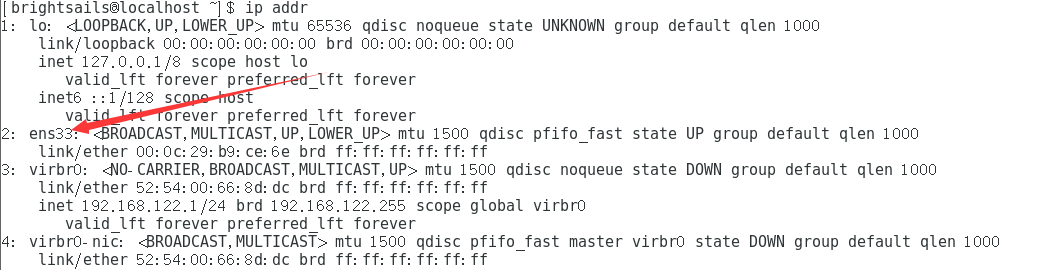 [brightsails@localhost ~]$ ip addr
1: lo: <LOOPBACK,UP,LOWER_UP> mtu 65536 qdisc noqueue state UNKNOWN group default qlen 1000
    link/loopback 00:00:00:00:00:00 brd 00:00:00:00:00:00
    inet 127.0.0.1/8 scope host lo
       valid_lft forever preferred_lft forever
    inet6 ::1/128 scope host
       valid_lft forever preferred_lft forever
2: ens33: <BROADCAST,MULTICAST,UP,LOWER_UP> mtu 1500 qdisc pfifo_fast state UP group default qlen 1000
    link/ether 00:0c:29:b9:ce:6e brd ff:ff:ff:ff:ff:ff
3: virbr0: <NO-CARRIER,BROADCAST,MULTICAST,UP> mtu 1500 qdisc noqueue state DOWN group default qlen 1000
    link/ether 52:54:00:66:8d:dc brd ff:ff:ff:ff:ff:ff
    inet 192.168.122.1/24 brd 192.168.122.255 scope global virbr0
       valid_lft forever preferred_lft forever
4: virbr0-nic: <BROADCAST,MULTICAST> mtu 1500 qdisc pfifo_fast master virbr0 state DOWN group default qlen 1000
    link/ether 52:54:00:66:8d:dc brd ff:ff:ff:ff:ff:ff